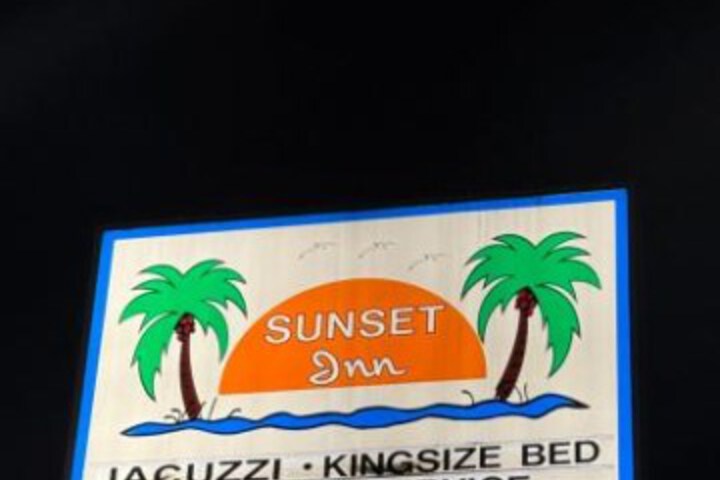 SUNSET
Inn
JACUZZI · KINGSIZE BED